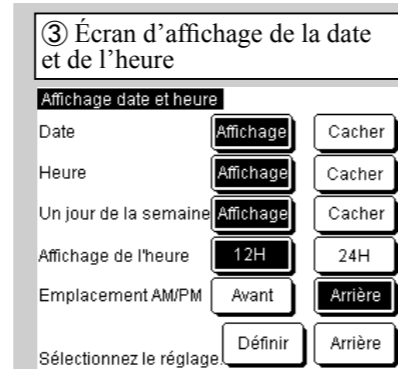 ③ Écran d’affichage de la date
et de l’heure
Affichage date et heure
Date Affichage Cacher
Heure Affichage Cacher
Un jour de la semaine Affichage Cacher
Affichage de l'heure 12H 24H
Emplacement AM/PM Avant Arrière
Sélectionnez le réglage. Définir Arrière